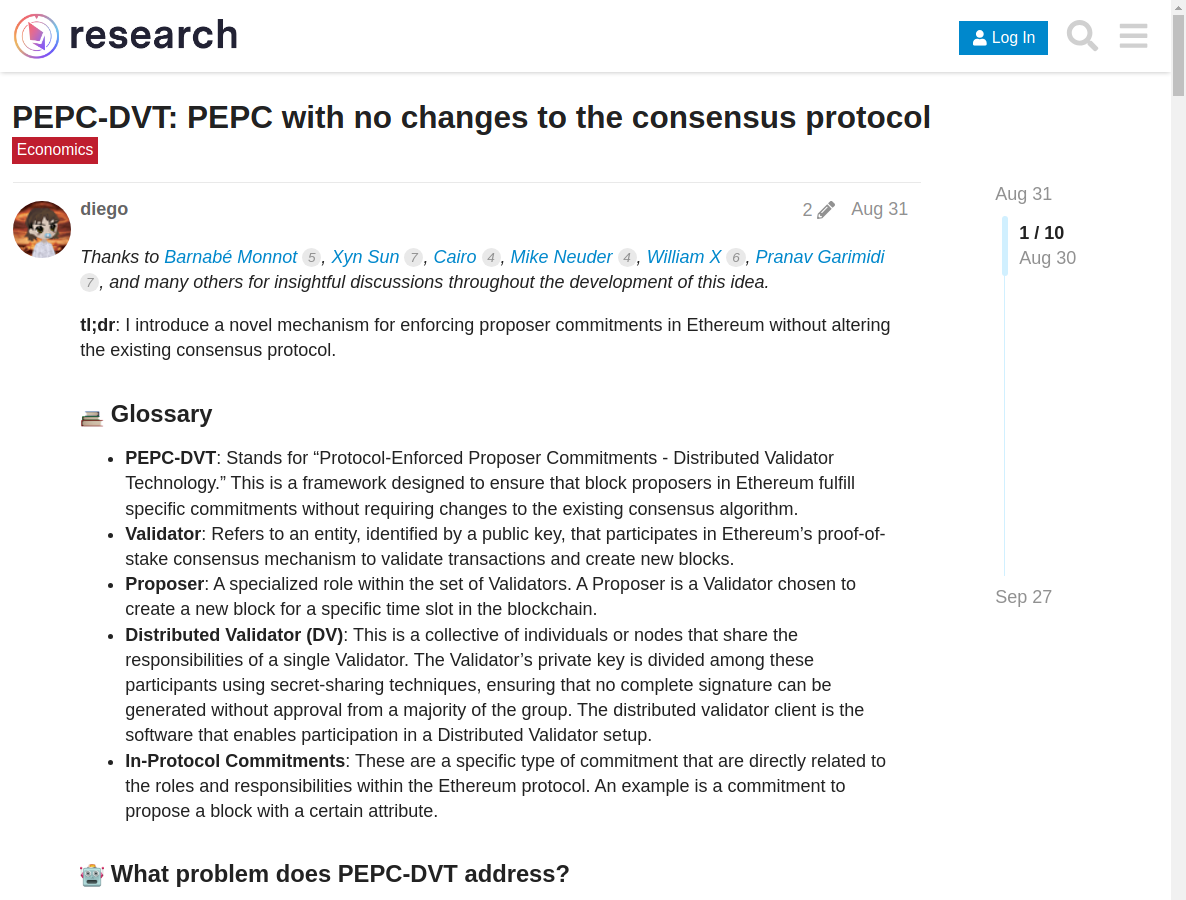 research
Log In
PEPC-DVT: PEPC with no changes to the consensus protocol
Economics
diego
2
Aug 31
Aug 31
1 / 10
Aug 30
Sep 27
Thanks to Barnabé Monnot 5, Xyn Sun 7, Cairo 4, Mike Neuder 4, William X 6, Pranav Garimidi
7, and many others for insightful discussions throughout the development of this idea.
tl;dr: I introduce a novel mechanism for enforcing proposer commitments in Ethereum without altering
the existing consensus protocol.
Glossary
• PEPC-DVT: Stands for “Protocol-Enforced Proposer Commitments - Distributed Validator
Technology.” This is a framework designed to ensure that block proposers in Ethereum fulfill
specific commitments without requiring changes to the existing consensus algorithm.
• Validator: Refers to an entity, identified by a public key, that participates in Ethereum’s proof-of-
stake consensus mechanism to validate transactions and create new blocks.
• Proposer: A specialized role within the set of Validators. A Proposer is a Validator chosen to
create a new block for a specific time slot in the blockchain.
• Distributed Validator (DV): This is a collective of individuals or nodes that share the
responsibilities of a single Validator. The Validator’s private key is divided among these
participants using secret-sharing techniques, ensuring that no complete signature can be
generated without approval from a majority of the group. The distributed validator client is the
software that enables participation in a Distributed Validator setup.
• In-Protocol Commitments: These are a specific type of commitment that are directly related to
the roles and responsibilities within the Ethereum protocol. An example is a commitment to
propose a block with a certain attribute.
What problem does PEPC-DVT address?